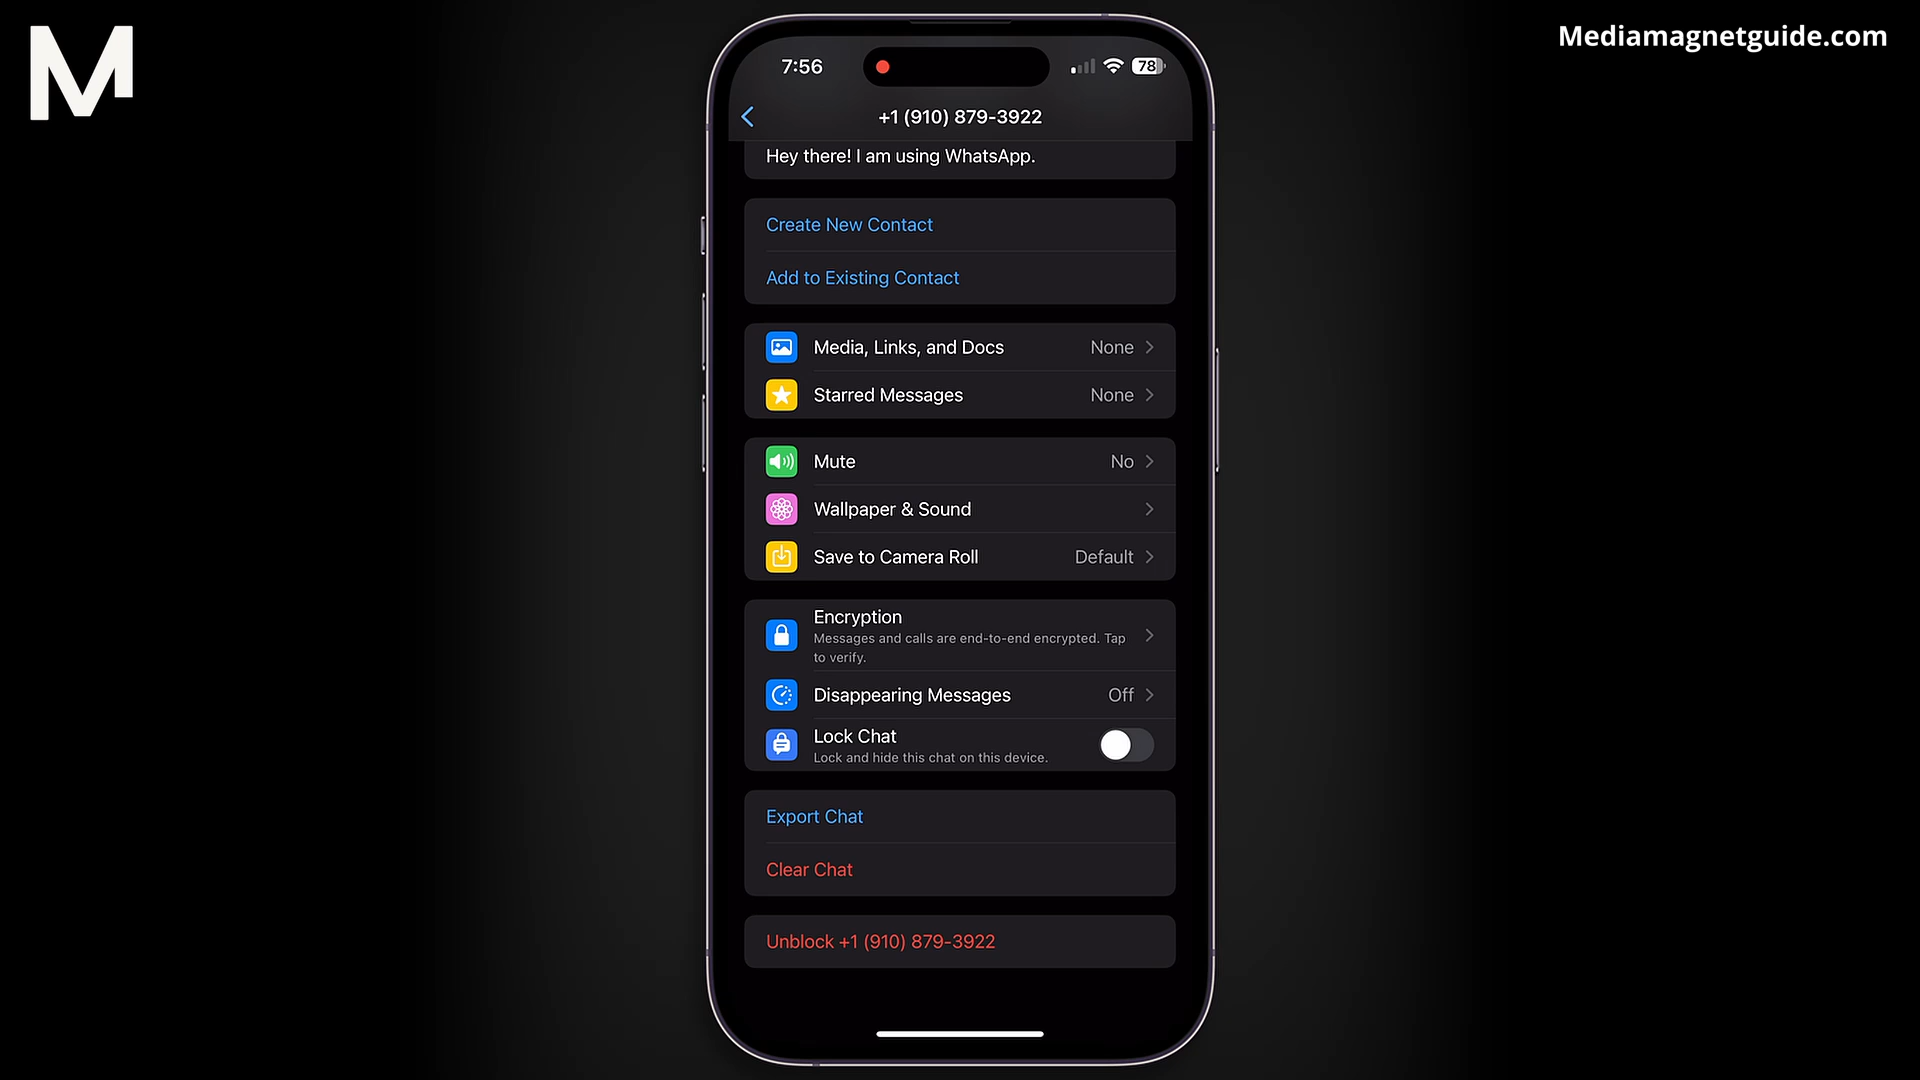 M
Mediamagnetguide.com
7:56
78
+1 (910) 879-3922
Hey there! I am using WhatsApp.
Create New Contact
Add to Existing Contact
Media, Links, and Docs None
Starred Messages None
Mute No
Wallpaper & Sound
Save to Camera Roll Default
Encryption
Messages and calls are end-to-end encrypted. Tap
to verify.
Disappearing Messages Off
Lock Chat
Lock and hide this chat on this device.
Export Chat
Clear Chat
Unblock +1 (910) 879-3922